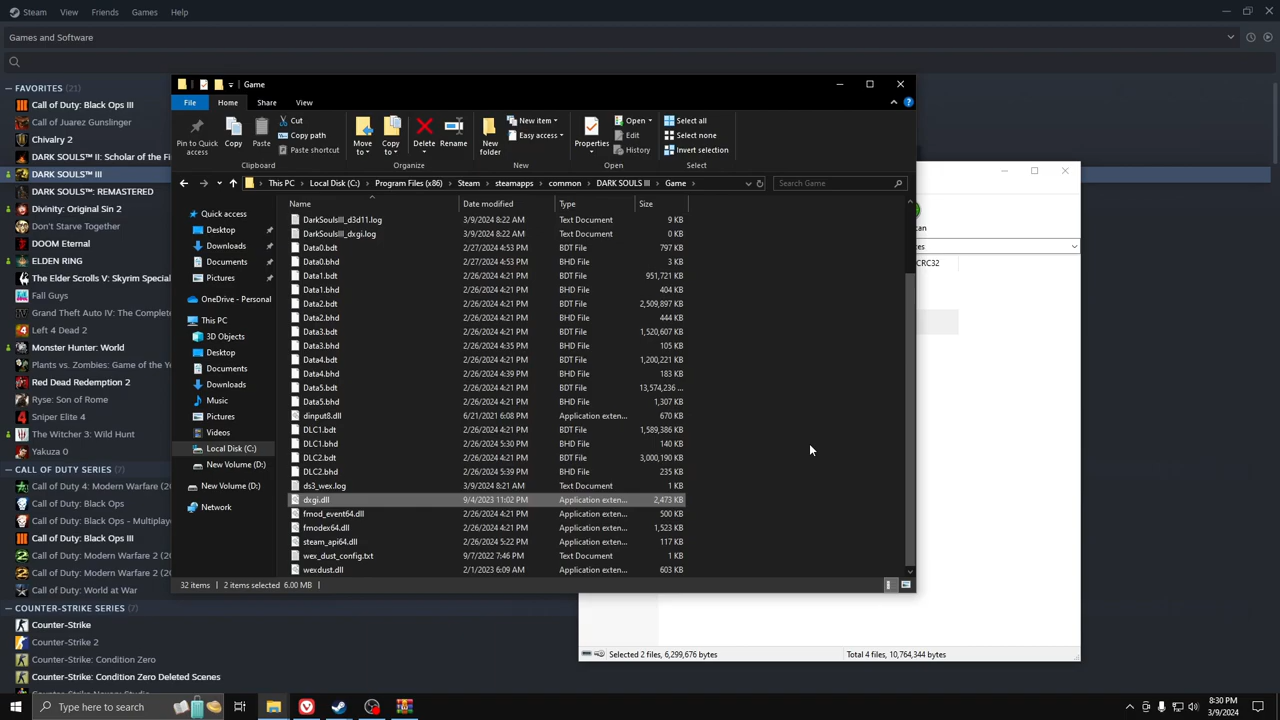 Steam View Friends Games Help
Games and Software
FAVORITES (21)
Call of Duty: Black Ops III
Call of Juarez Gunslinger
Chivalry 2
DARK SOULS™ II: Scholar of the Fi
DARK SOULS™ III
DARK SOULS™: REMASTERED
Divinity: Original Sin 2
Don't Starve Together
DOOM Eternal
ELDEN RING
The Elder Scrolls V: Skyrim Special
Fall Guys
Grand Theft Auto IV: The Complete
Left 4 Dead 2
Monster Hunter: World
Plants vs. Zombies: Game of the Y
Red Dead Redemption 2
Ryse: Son of Rome
Sniper Elite 4
The Witcher 3: Wild Hunt
Yakuza 0
CALL OF DUTY SERIES (7)
Call of Duty 4: Modern Warfare (2
Call of Duty: Black Ops
Call of Duty: Black Ops - Multiplaye
Call of Duty: Black Ops III
Call of Duty: Modern Warfare 2 (20
Call of Duty: Modern Warfare 3 (20
Call of Duty: World at War
COUNTER-STRIKE SERIES (7)
Counter-Strike
Counter-Strike 2
Counter-Strike: Condition Zero
Counter-Strike: Condition Zero Deleted Scenes
Game
File Home Share View
Pin to Quick access
Copy
Paste
Cut
Copy path
Paste shortcut
Clipboard
Move to
Copy to
Delete
Rename
Organize
New folder
New item
Easy access
New
Properties
Open
Edit
History
Open
Select all
Select none
Invert selection
Select
This PC > Local Disk (C:) > Program Files (x86) > Steam > steamapps > common > DARK SOULS III > Game >
Search Game
Quick access
Desktop
Downloads
Documents
Pictures
OneDrive - Personal
This PC
3D Objects
Desktop
Documents
Downloads
Music
Pictures
Videos
Local Disk (C:)
New Volume (D:)
New Volume (D:)
Network
Name Date modified Type Size
DarkSoulsIII_d3d11.log 3/9/2024 8:22 AM Text Document 9 KB
DarkSoulsIII_dxgi.log 3/9/2024 8:22 AM Text Document 0 KB
Data0.bdt 2/27/2024 4:53 PM BDT File 797 KB
Data0.bhd 2/27/2024 4:53 PM BHD File 3 KB
Data1.bdt 2/26/2024 4:21 PM BDT File 951,721 KB
Data1.bhd 2/26/2024 4:21 PM BHD File 404 KB
Data2.bdt 2/26/2024 4:21 PM BDT File 2,509,897 KB
Data2.bhd 2/26/2024 4:21 PM BHD File 444 KB
Data3.bdt 2/26/2024 4:21 PM BDT File 1,520,607 KB
Data3.bhd 2/26/2024 4:35 PM BHD File 105 KB
Data4.bdt 2/26/2024 4:21 PM BDT File 1,200,221 KB
Data4.bhd 2/26/2024 4:39 PM BHD File 183 KB
Data5.bdt 2/26/2024 4:21 PM BDT File 13,574,236 ...
Data5.bhd 2/26/2024 4:21 PM BHD File 1,307 KB
dinput8.dll 6/21/2021 6:08 PM Application exten... 670 KB
DLC1.bdt 2/26/2024 4:21 PM BDT File 1,589,386 KB
DLC1.bhd 2/26/2024 5:30 PM BHD File 140 KB
DLC2.bdt 2/26/2024 4:21 PM BDT File 3,000,190 KB
DLC2.bhd 2/26/2024 5:39 PM BHD File 235 KB
ds3_wex.log 3/9/2024 8:21 AM Text Document 1 KB
dxgi.dll 9/4/2023 11:02 PM Application exten... 2,473 KB
fmod_event64.dll 2/26/2024 4:21 PM Application exten... 500 KB
fmodex64.dll 2/26/2024 4:21 PM Application exten... 1,523 KB
steam_api64.dll 2/26/2024 5:22 PM Application exten... 117 KB
wex_dust_config.txt 9/7/2022 7:46 PM Text Document 1 KB
wexdust.dll 2/1/2023 6:09 AM Application exten... 603 KB
32 items 2 items selected 6.00 MB
can
tes
CRC32
Selected 2 files, 6,299,676 bytes
Total 4 files, 10,764,344 bytes
Type here to search
8:30 PM
3/9/2024